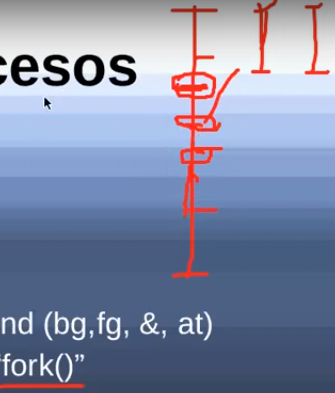 cesos
nd (bg,fg, &, at)
"fork()”